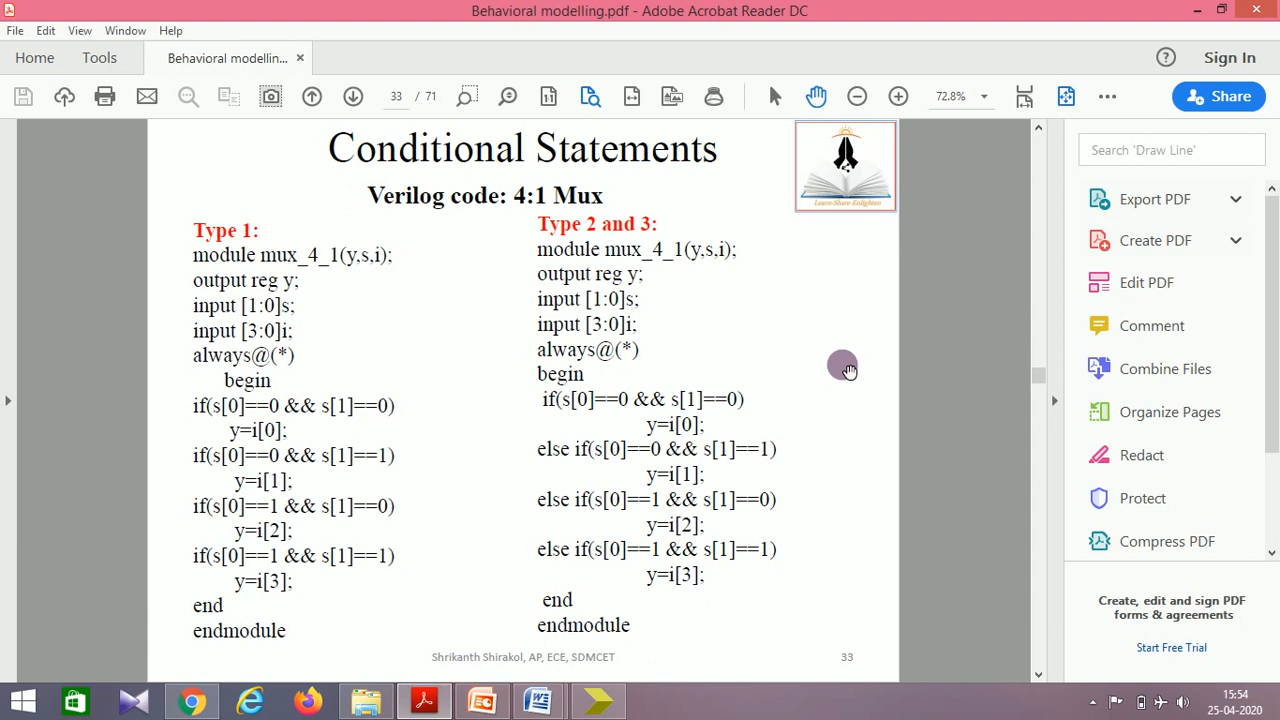 Behavioral modelling.pdf - Adobe Acrobat Reader DC
File Edit View Window Help
Home Tools Behavioral modellin... × Sign In
33 / 71 72.8% Share
Conditional Statements
Learn-Share Enlighten
Verilog code: 4:1 Mux
Type 1:
module mux_4_1(y,s,i);
output reg y;
input [1:0]s;
input [3:0]i;
always@(*)
begin
if(s[0]==0 && s[1]==0)
y=i[0];
if(s[0]==0 && s[1]==1)
y=i[1];
if(s[0]==1 && s[1]==0)
y=i[2];
if(s[0]==1 && s[1]==1)
y=i[3];
end
endmodule
Type 2 and 3:
module mux_4_1(y,s,i);
output reg y;
input [1:0]s;
input [3:0]i;
always@(*)
begin
if(s[0]==0 && s[1]==0)
y=i[0];
else if(s[0]==0 && s[1]==1)
y=i[1];
else if(s[0]==1 && s[1]==0)
y=i[2];
else if(s[0]==1 && s[1]==1)
y=i[3];
end
endmodule
Shrikanth Shirakol, AP, ECE, SDMCET 33
Search 'Draw Line'
Export PDF
Create PDF
Edit PDF
Comment
Combine Files
Organize Pages
Redact
Protect
Compress PDF
Create, edit and sign PDF
forms & agreements
Start Free Trial
15:54
25-04-2020